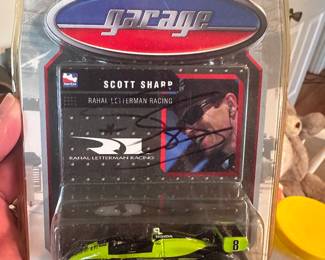 garage
SCOTT SHARP
RAHAL LETTERMAN RACING
RAHAL LETTERMAN RACING
8